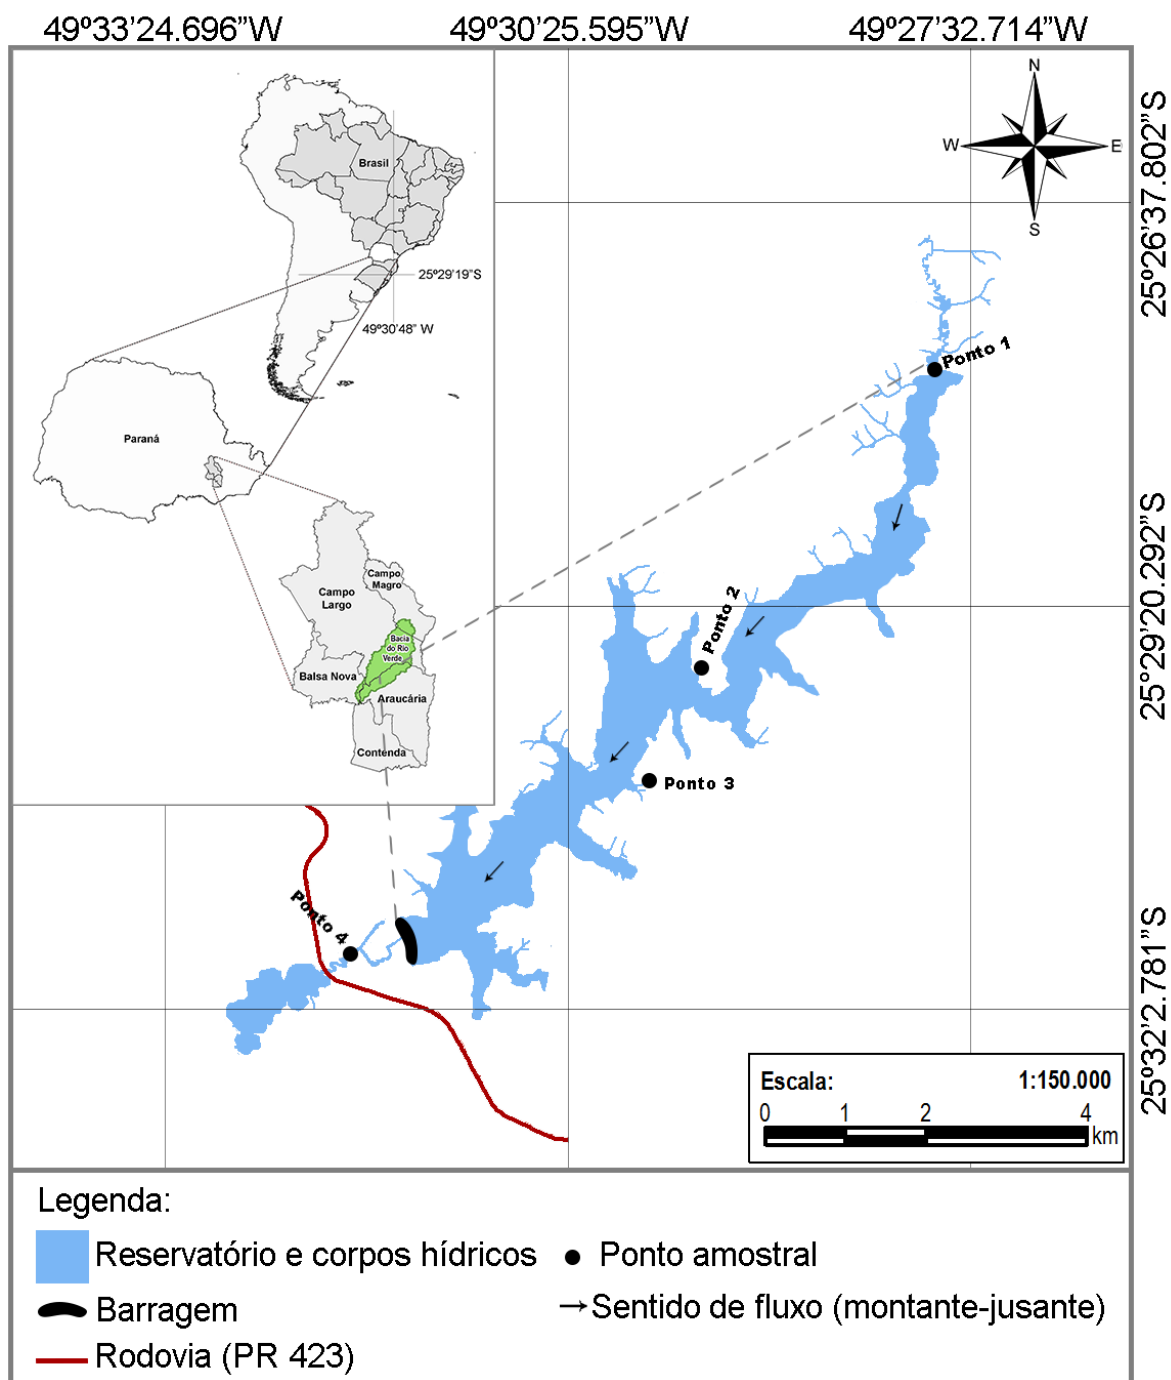 49º33’24.696”W 49º30’25.595”W 49º27’32.714”W
N
W E
S
25º26’37.802”S
25º29’20.292”S
25º32’2.781”S
Brasil
25º29’19”S
49º30’48” W
Paraná
Campo
Magro
Campo
Largo
Bacia
do Rio
Verde
Balsa Nova
Araucária
Contenda
Ponto 1
Ponto 2
Ponto 3
Ponto 4
Escala: 1:150.000
0 1 2 4
km
Legenda:
Reservatório e corpos hídricos
Ponto amostral
Barragem
Sentido de fluxo (montante-jusante)
Rodovia (PR 423)